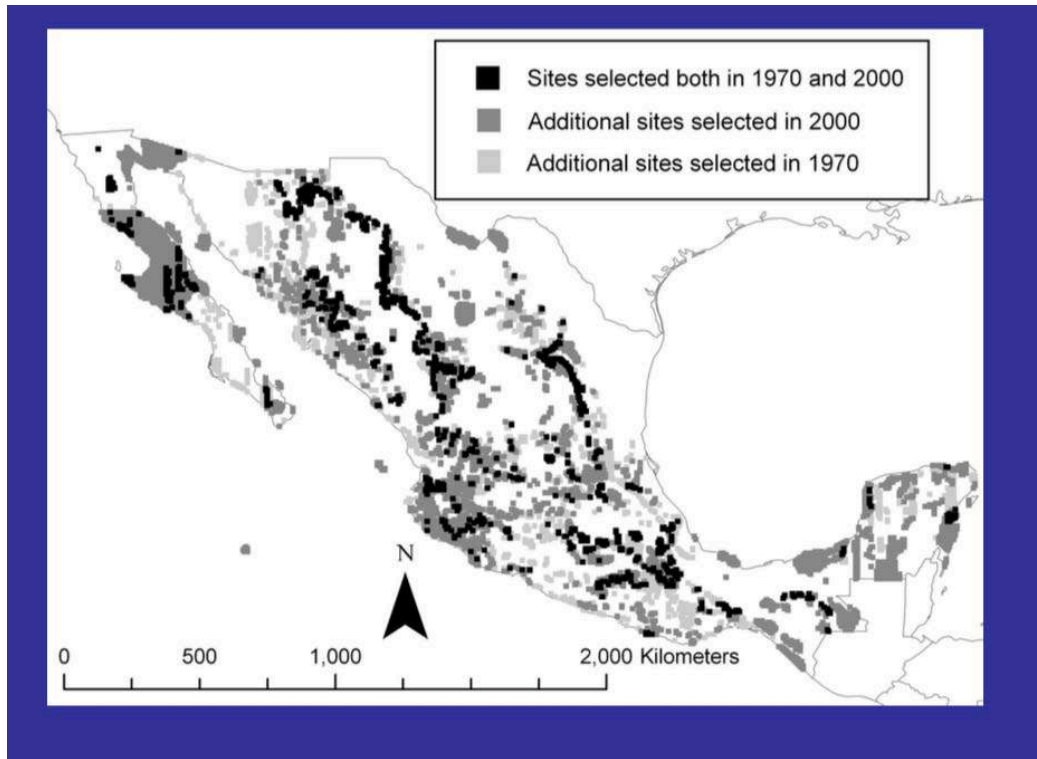 Sites selected both in 1970 and 2000
Additional sites selected in 2000
Additional sites selected in 1970
N
0 500 1,000 2,000 Kilometers